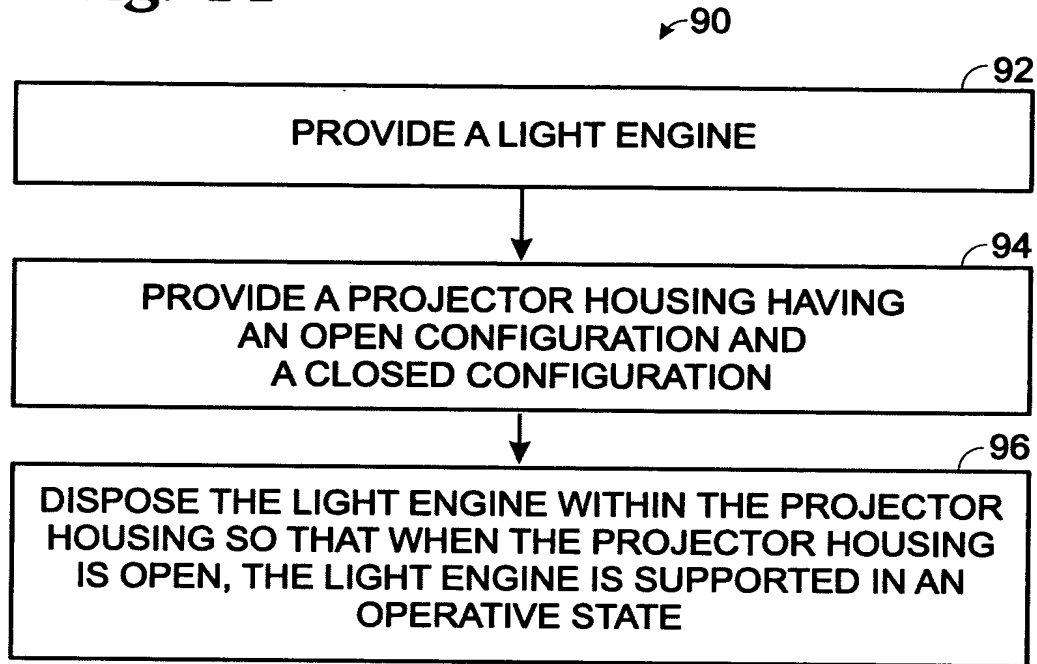 90
92
PROVIDE A LIGHT ENGINE
94
PROVIDE A PROJECTOR HOUSING HAVING
AN OPEN CONFIGURATION AND
A CLOSED CONFIGURATION
96
DISPOSE THE LIGHT ENGINE WITHIN THE PROJECTOR
HOUSING SO THAT WHEN THE PROJECTOR HOUSING
IS OPEN, THE LIGHT ENGINE IS SUPPORTED IN AN
OPERATIVE STATE